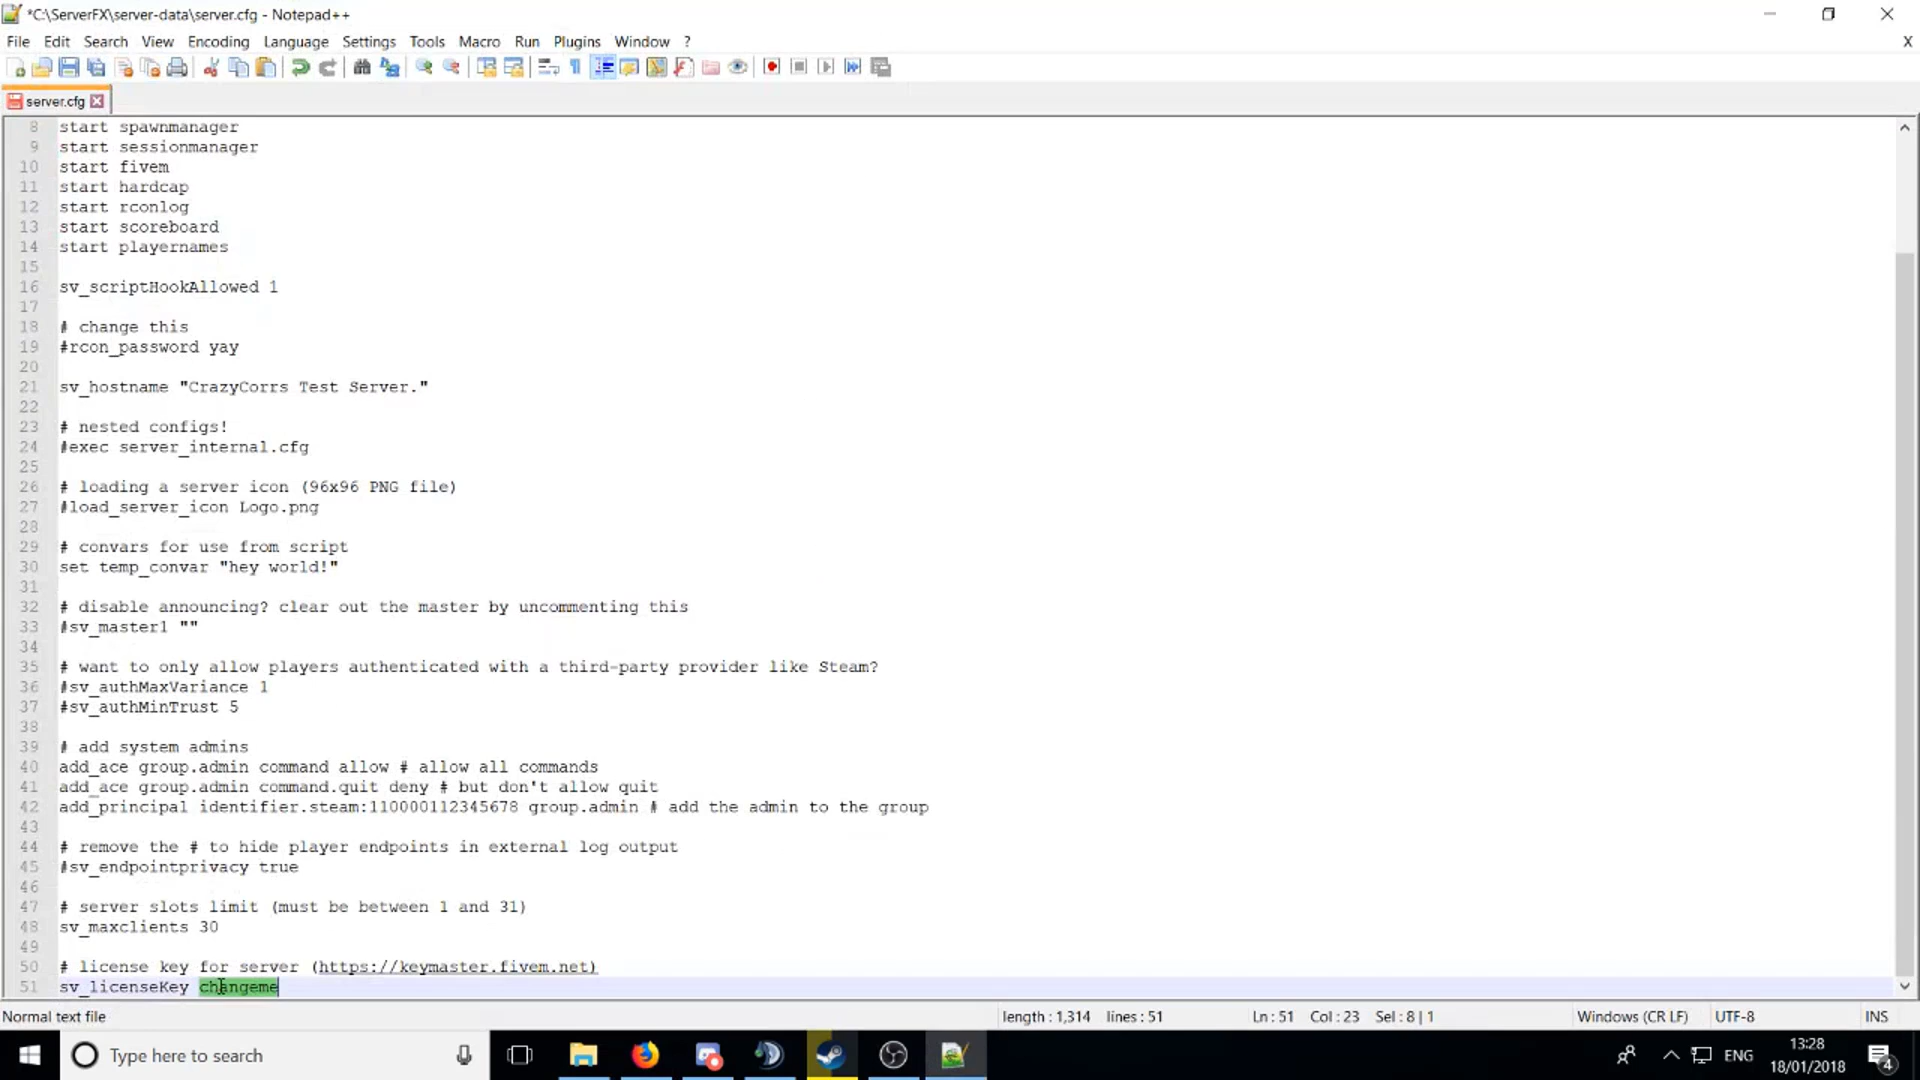 *C:\ServerFX\server-data\server.cfg - Notepad++
File Edit Search View Encoding Language Settings Tools Macro Run Plugins Window ? X
server.cfg
8 start spawnmanager
9 start sessionmanager
10 start fivem
11 start hardcap
12 start rconlog
13 start scoreboard
14 start playernames
15
16 sv_scriptHookAllowed 1
17
18 # change this
19 #rcon_password yay
20
21 sv_hostname "CrazyCorrs Test Server."
22
23 # nested configs!
24 #exec server_internal.cfg
25
26 # loading a server icon (96x96 PNG file)
27 #load_server_icon Logo.png
28
29 # convars for use from script
30 set temp_convar "hey world!"
31
32 # disable announcing? clear out the master by uncommenting this
33 #sv_master1 ""
34
35 # want to only allow players authenticated with a third-party provider like Steam?
36 #sv_authMaxVariance 1
37 #sv_authMinTrust 5
38
39 # add system admins
40 add_ace group.admin command allow # allow all commands
41 add_ace group.admin command.quit deny # but don't allow quit
42 add_principal identifier.steam:110000112345678 group.admin # add the admin to the group
43
44 # remove the # to hide player endpoints in external log output
45 #sv_endpointprivacy true
46
47 # server slots limit (must be between 1 and 31)
48 sv_maxclients 30
49
50 # license key for server (https://keymaster.fivem.net)
51 sv_licenseKey changeme
Normal text file length : 1,314 lines : 51 Ln : 51 Col : 23 Sel : 8 | 1 Windows (CR LF) UTF-8 INS
Type here to search ENG 13:28
18/01/2018 4